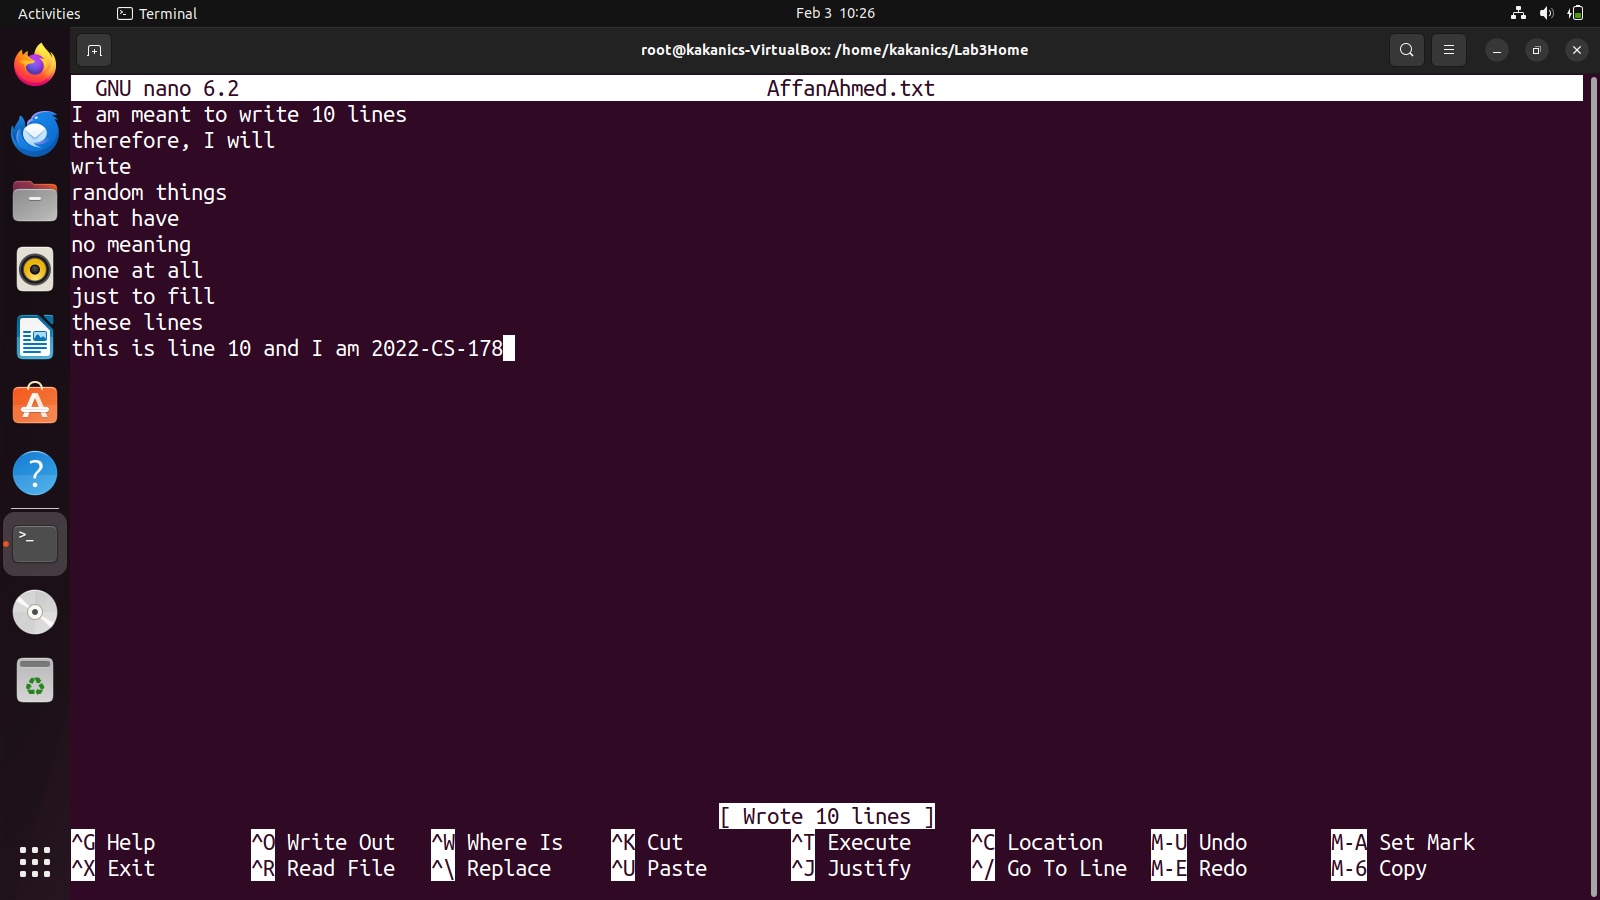 Activities Terminal Feb 3 10:26
root@kakanics-VirtualBox: /home/kakanics/Lab3Home
GNU nano 6.2 AffanAhmed.txt
I am meant to write 10 lines
therefore, I will
write
random things
that have
no meaning
none at all
just to fill
these lines
this is line 10 and I am 2022-CS-178
[ Wrote 10 lines ]
^G Help ^O Write Out ^W Where Is ^K Cut ^T Execute ^C Location M-U Undo M-A Set Mark
^X Exit ^R Read File ^\ Replace ^U Paste ^J Justify ^/ Go To Line M-E Redo M-6 Copy